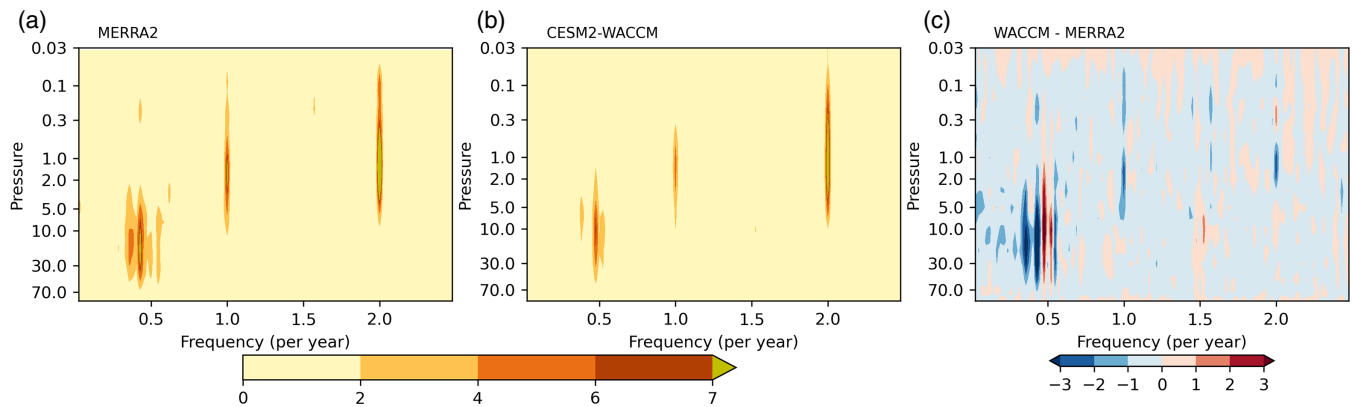 (a) MERRA2
(b) CESM2-WACCM
(c) WACCM - MERRA2
Pressure
0.03
0.1
0.3
1.0
2.0
5.0
10.0
30.0
70.0
0.5 1.0 1.5 2.0
Frequency (per year)
Pressure
0.03
0.1
0.3
1.0
2.0
5.0
10.0
30.0
70.0
0.5 1.0 1.5 2.0
Frequency (per year)
Pressure
0.03
0.1
0.3
1.0
2.0
5.0
10.0
30.0
70.0
0.5 1.0 1.5 2.0
Frequency (per year)
0 2 4 6 7
−3 −2 −1 0 1 2 3